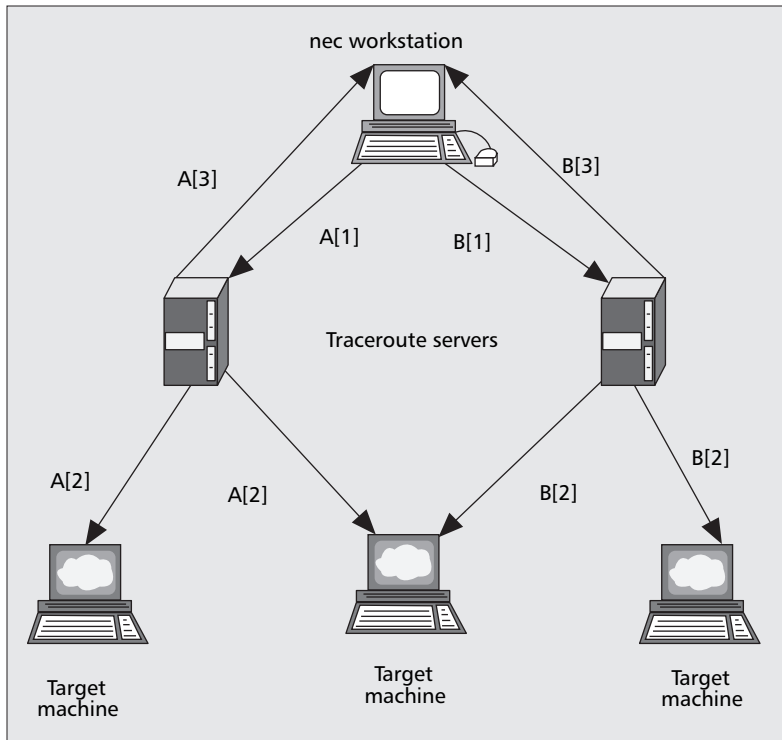 nec workstation
A[3]
B[3]
A[1]
B[1]
Traceroute servers
A[2]
A[2]
B[2]
B[2]
Target
machine
Target
machine
Target
machine